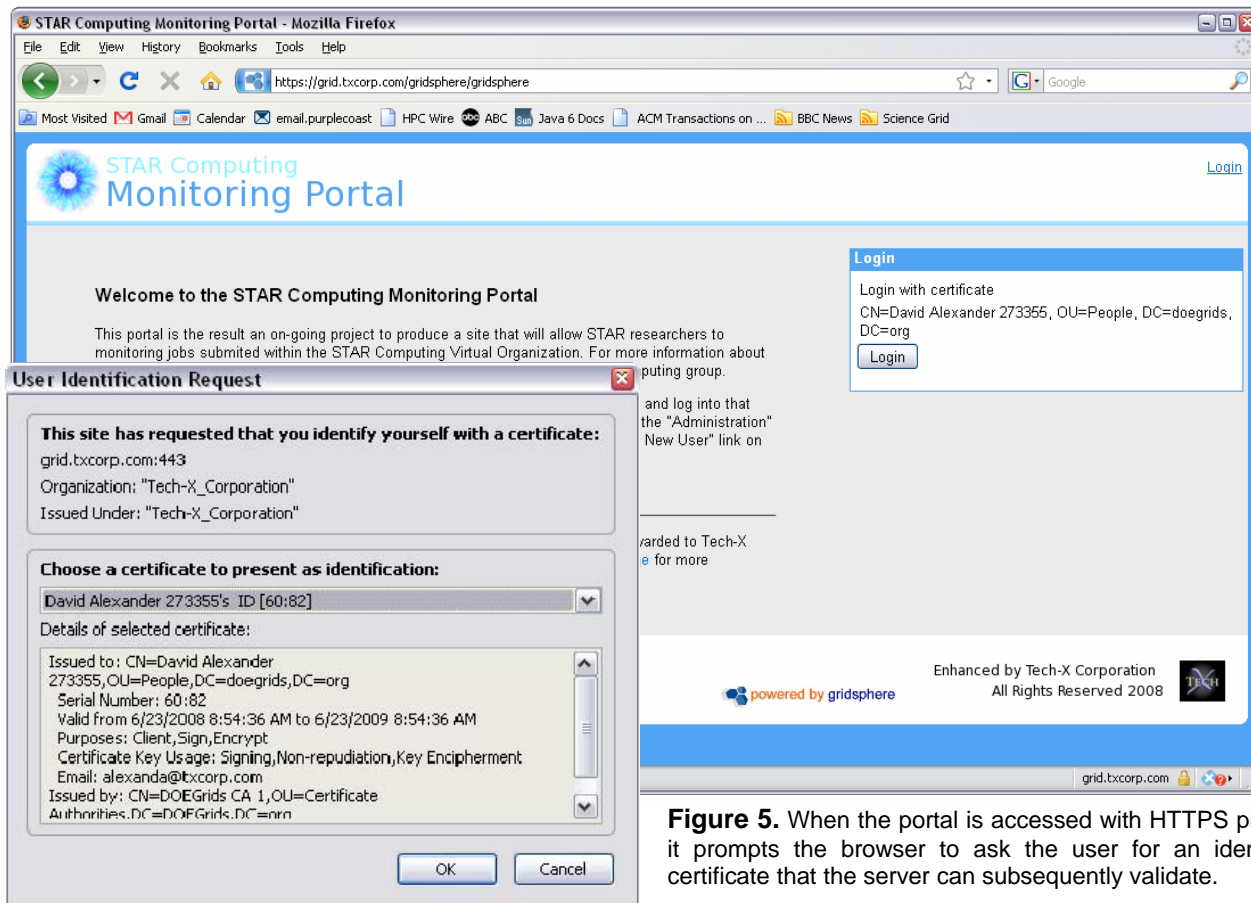 STAR Computing Monitoring Portal - Mozilla Firefox
File Edit View History Bookmarks Tools Help
https://grid.txcorp.com/gridsphere/gridsphere
G Google
Most Visited Gmail Calendar email.purplecoast HPC Wire abc ABC Sun Java 6 Docs ACM Transactions on ... BBC News Science Grid
STAR Computing
Monitoring Portal
Login
Welcome to the STAR Computing Monitoring Portal
This portal is the result an on-going project to produce a site that will allow STAR researchers to
monitoring jobs submited within the STAR Computing Virtual Organization. For more information about
puting group.
and log into that
the "Administration"
New User" link on
warded to Tech-X
e for more
Login
Login with certificate
CN=David Alexander 273355, OU=People, DC=doegrids,
DC=org
Login
powered by gridsphere
Enhanced by Tech-X Corporation
All Rights Reserved 2008
TECH
grid.txcorp.com
User Identification Request
This site has requested that you identify yourself with a certificate:
grid.txcorp.com:443
Organization: "Tech-X_Corporation"
Issued Under: "Tech-X_Corporation"
Choose a certificate to present as identification:
David Alexander 273355's ID [60:82]
Details of selected certificate:
Issued to: CN=David Alexander
273355,OU=People,DC=doegrids,DC=org
Serial Number: 60:82
Valid from 6/23/2008 8:54:36 AM to 6/23/2009 8:54:36 AM
Purposes: Client,Sign,Encrypt
Certificate Key Usage: Signing,Non-repudiation,Key Encipherment
Email: alexanda@txcorp.com
Issued by: CN=DOEGrids CA 1,OU=Certificate
Authorities,DC=DOEGrids,DC=org
OK Cancel
Figure 5. When the portal is accessed with HTTPS p
it prompts the browser to ask the user for an iden
certificate that the server can subsequently validate.